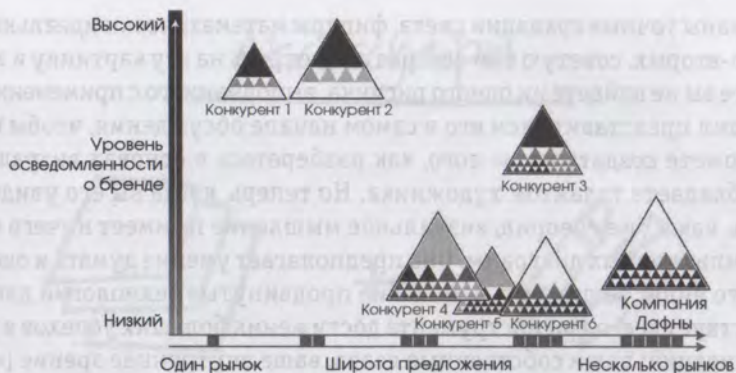 Высокий
Конкурент 1
Конкурент 2
Уровень
осведомленности
о бренде
Конкурент 3
Конкурент 4
Конкурент 5
Конкурент 6
Компания
Дафны
Низкий
Один рынок
Широта предложения
Несколько рынков